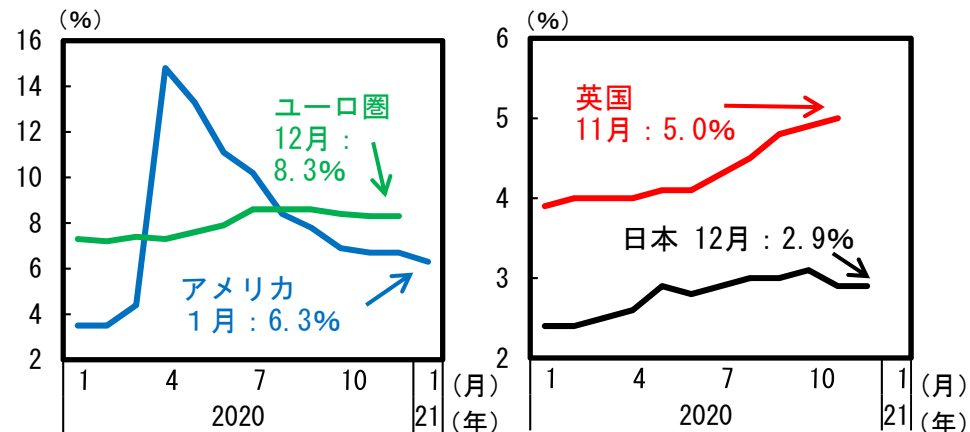 (%)
16
14
12
10
8
6
4
2
ユーロ圏
12月：
8.3%
アメリカ
１月：6.3%
1 4 7 10 1 (月)
2020 21 (年)
(%)
6
5
4
3
2
英国
11月：5.0%
日本 12月：2.9%
1 4 7 10 1 (月)
2020 21 (年)